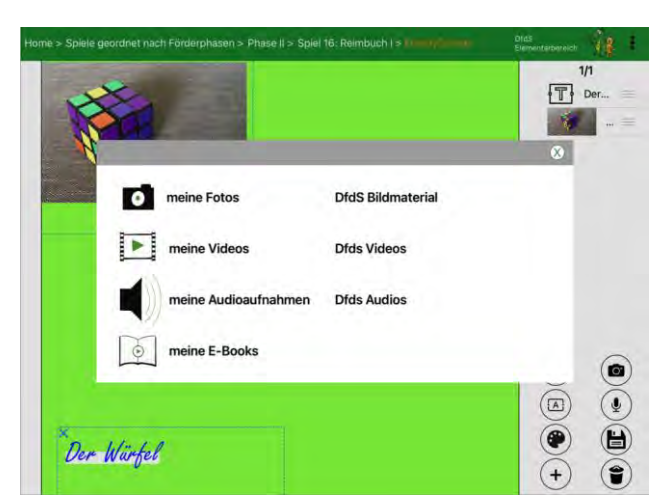 Home > Spiele geordnet nach Förderphasen > Phase II > Spiel 16: Reimbuch I >
DfdS
Elementarbereich
1/1
T Der...
...
meine Fotos DfdS Bildmaterial
meine Videos Dfds Videos
meine Audioaufnahmen Dfds Audios
meine E-Books
A
Der Würfel